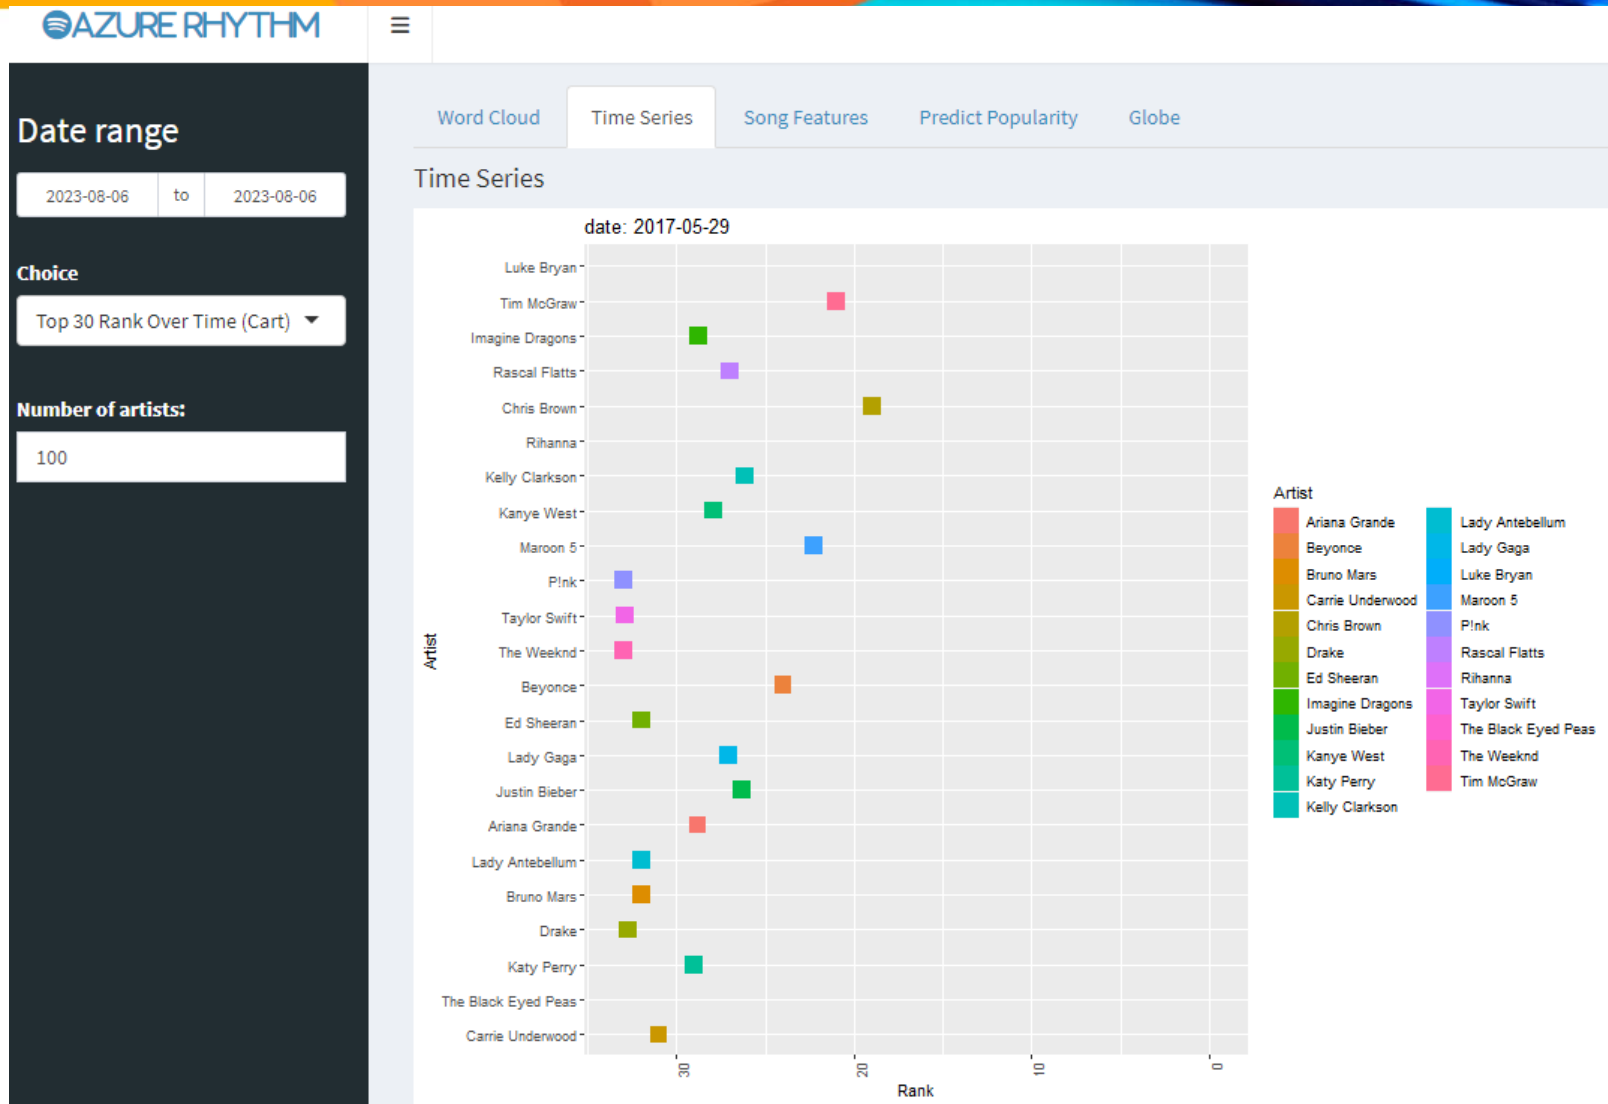 AZURE RHYTHM
☰
Date range
2023-08-06 to 2023-08-06
Choice
Top 30 Rank Over Time (Cart)
Number of artists:
100
Word Cloud
Time Series
Song Features
Predict Popularity
Globe
Time Series
date: 2017-05-29
Artist
Luke Bryan
Tim McGraw
Imagine Dragons
Rascal Flatts
Chris Brown
Rihanna
Kelly Clarkson
Kanye West
Maroon 5
P!nk
Taylor Swift
The Weeknd
Beyonce
Ed Sheeran
Lady Gaga
Justin Bieber
Ariana Grande
Lady Antebellum
Bruno Mars
Drake
Katy Perry
The Black Eyed Peas
Carrie Underwood
30
20
10
0
Rank
Artist
Ariana Grande
Beyonce
Bruno Mars
Carrie Underwood
Chris Brown
Drake
Ed Sheeran
Imagine Dragons
Justin Bieber
Kanye West
Katy Perry
Kelly Clarkson
Lady Antebellum
Lady Gaga
Luke Bryan
Maroon 5
P!nk
Rascal Flatts
Rihanna
Taylor Swift
The Black Eyed Peas
The Weeknd
Tim McGraw